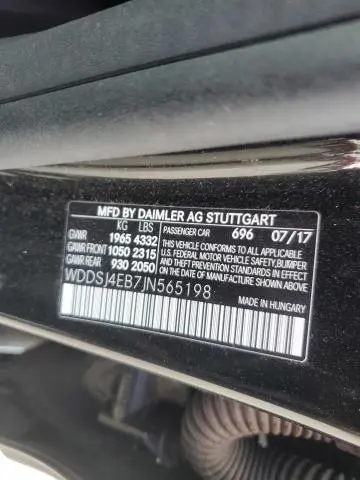 MFD BY DAIMLER AG STUTTGART
KG LBS PASSENGER CAR 696 07/17
GVWR 1965 4332 THIS VEHICLE CONFORMS TO ALL APPLICABLE
GAWR FRONT 1050 2315 U.S. FEDERAL MOTOR VEHICLE SAFETY, BUMPER
GAWR REAR 930 2050 AND THEFT PREVENTION STANDARDS IN EFFECT ON
THE DATE OF MANUFACTURE SHOWN ABOVE.
WDDSJ4EB7JN565198
MADE IN HUNGARY